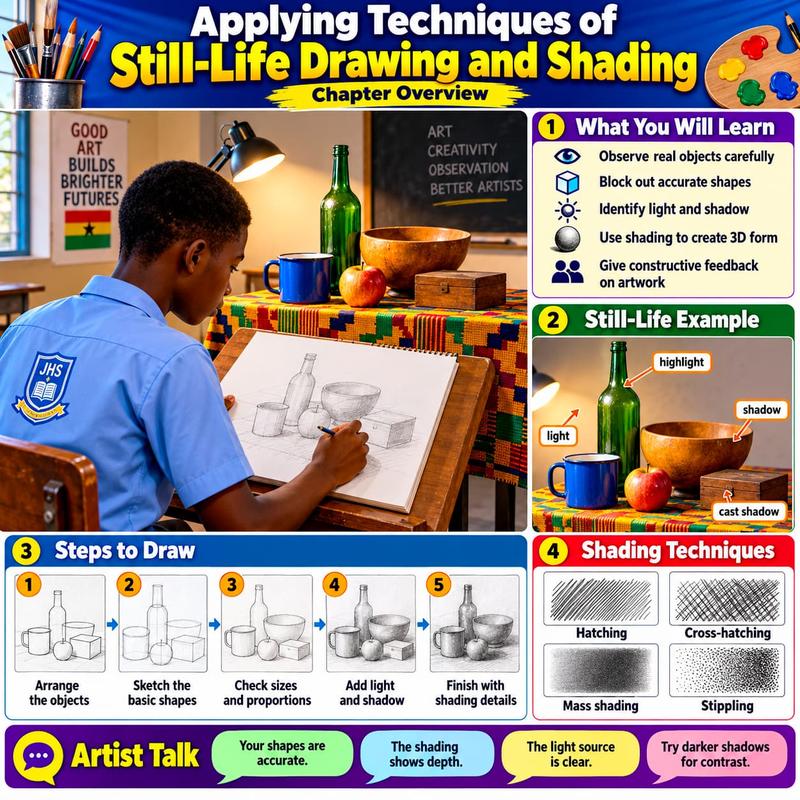 Applying Techniques of
Still-Life Drawing and Shading
Chapter Overview
GOOD
ART
BUILDS
BRIGHTER
FUTURES
ART
CREATIVITY
OBSERVATION
BETTER ARTISTS
JHS
1 What You Will Learn
Observe real objects carefully
Block out accurate shapes
Identify light and shadow
Use shading to create 3D form
Give constructive feedback
on artwork
2 Still-Life Example
highlight
shadow
light
cast shadow
3 Steps to Draw
1
Arrange
the objects
2
Sketch the
basic shapes
3
Check sizes
and proportions
4
Add light
and shadow
5
Finish with
shading details
4 Shading Techniques
Hatching
Cross-hatching
Mass shading
Stippling
Artist Talk
Your shapes are
accurate.
The shading
shows depth.
The light source
is clear.
Try darker shadows
for contrast.